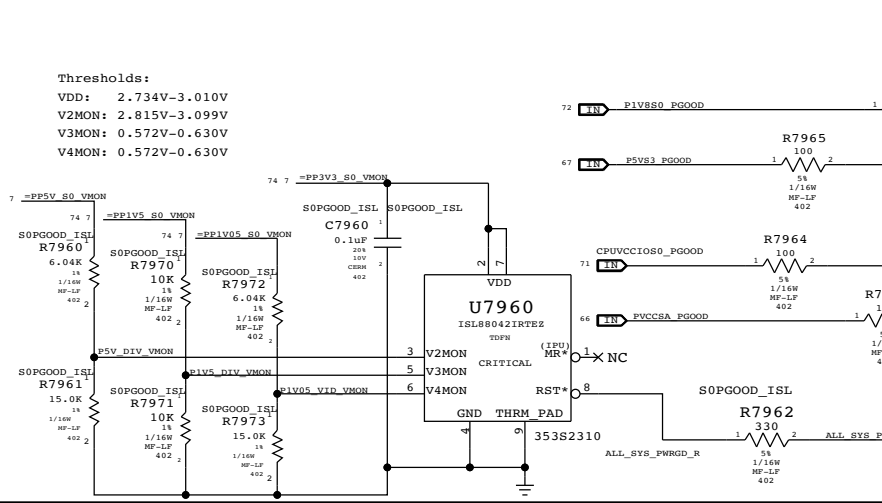 Thresholds:
VDD: 2.734V-3.010V
V2MON: 2.815V-3.099V
V3MON: 0.572V-0.630V
V4MON: 0.572V-0.630V
72 IN P1V8S0_PGOOD 1
67 IN P5VS3_PGOOD
R7965
100
1 2
5%
1/16W
MF-LF
402
74 7 =PP3V3_S0_VMON
7 =PP5V_S0_VMON
74 7 =PP1V5_S0_VMON
74 7 =PP1V05_S0_VMON
S0PGOOD_ISL S0PGOOD_ISL
C7960
0.1uF
20%
10V
CERM
402
1
2
S0PGOOD_ISL
R7960
6.04K
1%
1/16W
MF-LF
402
1
2
S0PGOOD_ISL
R7970
10K
1%
1/16W
MF-LF
402
1
2
S0PGOOD_ISL
R7972
6.04K
1%
1/16W
MF-LF
402
1
2
CPUVCCIOS0_PGOOD
71 IN
R7964
100
1 2
5%
1/16W
MF-LF
402
66 IN PVCCSA_PGOOD
1
R7
2 7
VDD
U7960
ISL88042IRTEZ
TDFN
CRITICAL
(IPU)
MR* 1 NC
RST* 8
3 V2MON
5 V3MON
6 V4MON
GND THRM_PAD
4 9
353S2310
P5V_DIV_VMON
P1V5_DIV_VMON
P1V05_VID_VMON
S0PGOOD_ISL
R7961
15.0K
1%
1/16W
MF-LF
402
2
S0PGOOD_ISL
R7971
10K
1%
1/16W
MF-LF
402
1
2
S0PGOOD_ISL
R7973
15.0K
1%
1/16W
MF-LF
402
1
2
S0PGOOD_ISL
R7962
330
1 2
5%
1/16W
MF-LF
402
ALL_SYS_PWRGD_R
ALL_SYS_P